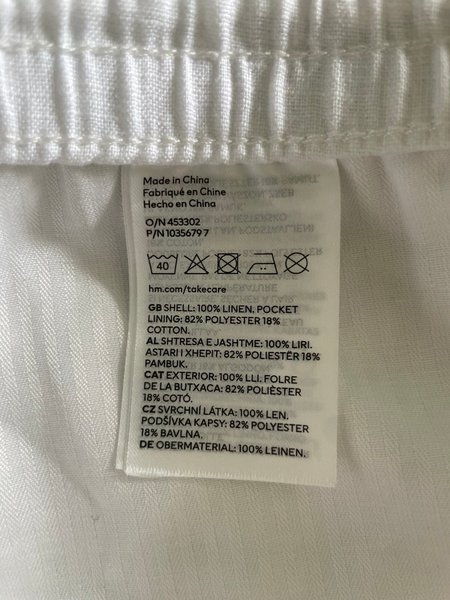 Made in China
Fabriqué en Chine
Hecho en China
O/N 453302
P/N 1035679 7
40
hm.com/takecare
GB SHELL: 100% LINEN. POCKET
LINING: 82% POLYESTER 18%
COTTON.
AL SHTRESA E JASHTME: 100% LIRI.
ASTARI I XHEPIT: 82% POLIESTËR 18%
PAMBUK.
CAT EXTERIOR: 100% LLI. FOLRE
DE LA BUTXACA: 82% POLIÈSTER
18% COTÓ.
CZ SVRCHNÍ LÁTKA: 100% LEN.
PODŠÍVKA KAPSY: 82% POLYESTER
18% BAVLNA.
DE OBERMATERIAL: 100% LEINEN.